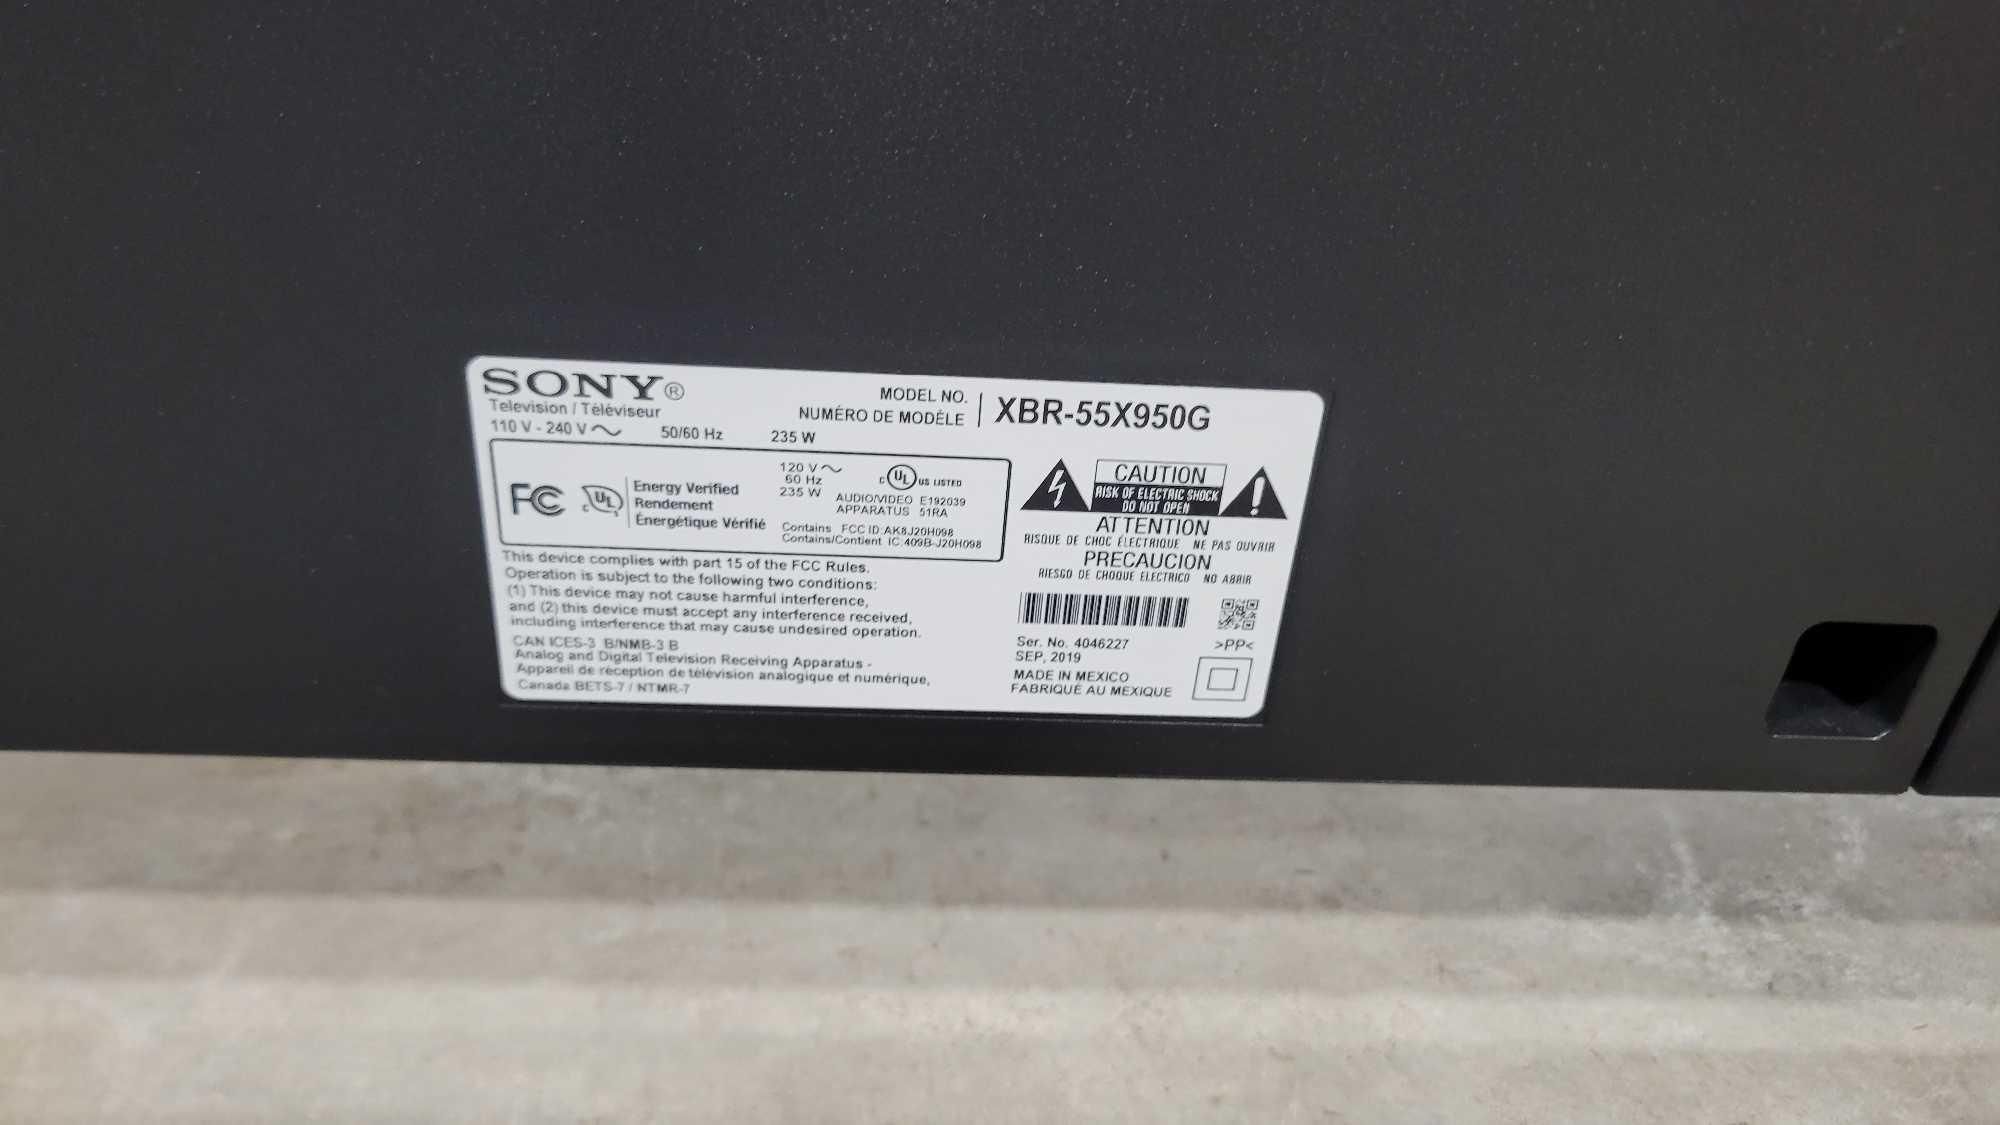 SONY®
Television / Téléviseur
110 V - 240 V ~ 50/60 Hz 235 W
MODEL NO.
NUMÉRO DE MODÈLE
XBR-55X950G
FC
c UL s
Energy Verified
Rendement
Énergétique Vérifié
120 V ~
60 Hz
235 W
c UL US LISTED
AUDIO/VIDEO E192039
APPARATUS 51RA
Contains FCC ID:AK8J20H098
Contains/Contient IC:409B-J20H098
This device complies with part 15 of the FCC Rules.
Operation is subject to the following two conditions:
(1) This device may not cause harmful interference,
and (2) this device must accept any interference received,
including interference that may cause undesired operation.
CAN ICES-3 B/NMB-3 B
Analog and Digital Television Receiving Apparatus -
Appareil de réception de télévision analogique et numérique,
Canada BETS-7 / NTMR-7
CAUTION
RISK OF ELECTRIC SHOCK
DO NOT OPEN
ATTENTION
RISQUE DE CHOC ÉLECTRIQUE NE PAS OUVRIR
PRECAUCION
RIESGO DE CHOQUE ELECTRICO NO ABRIR
Ser. No. 4046227
SEP, 2019
>PP<
MADE IN MEXICO
FABRIQUÉ AU MEXIQUE